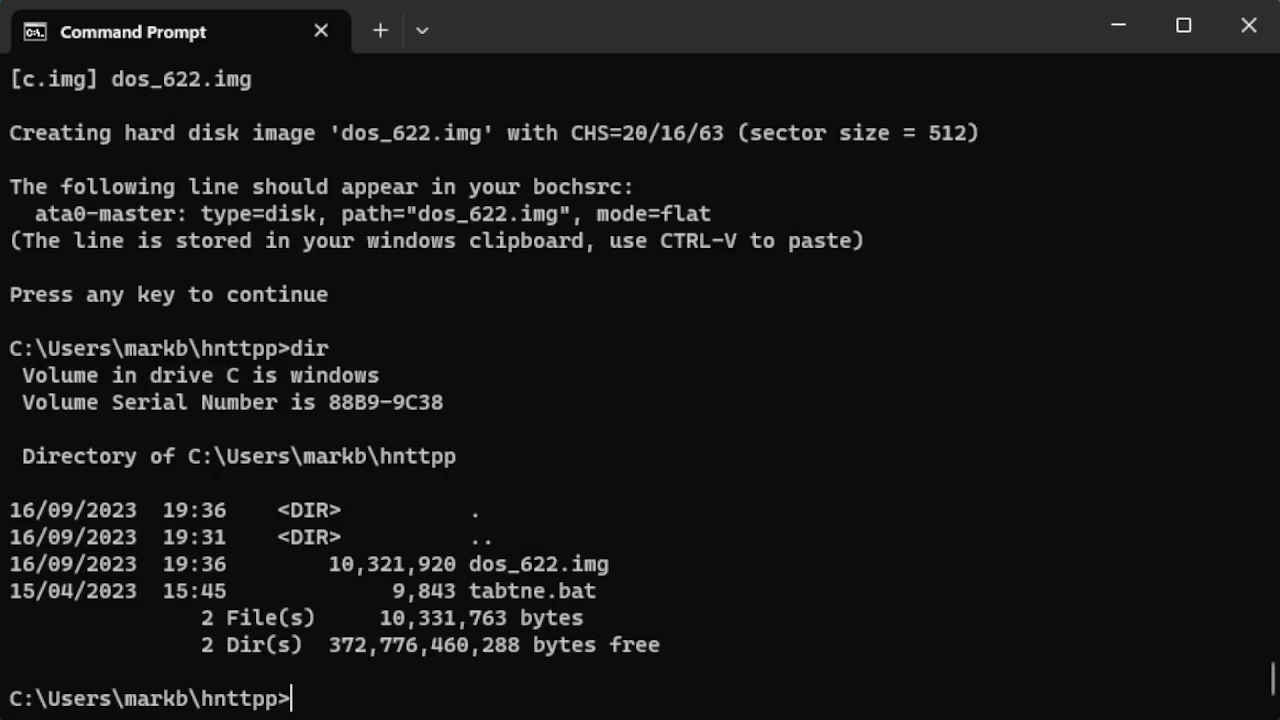 Command Prompt
[c.img] dos_622.img
Creating hard disk image 'dos_622.img' with CHS=20/16/63 (sector size = 512)
The following line should appear in your bochsrc:
  ata0-master: type=disk, path="dos_622.img", mode=flat
(The line is stored in your windows clipboard, use CTRL-V to paste)
Press any key to continue
C:\Users\markb\hnttpp>dir
 Volume in drive C is windows
 Volume Serial Number is 88B9-9C38
 Directory of C:\Users\markb\hnttpp
16/09/2023  19:36    <DIR>          .
16/09/2023  19:31    <DIR>          ..
16/09/2023  19:36        10,321,920 dos_622.img
15/04/2023  15:45             9,843 tabtne.bat
               2 File(s)     10,331,763 bytes
               2 Dir(s)  372,776,460,288 bytes free
C:\Users\markb\hnttpp>